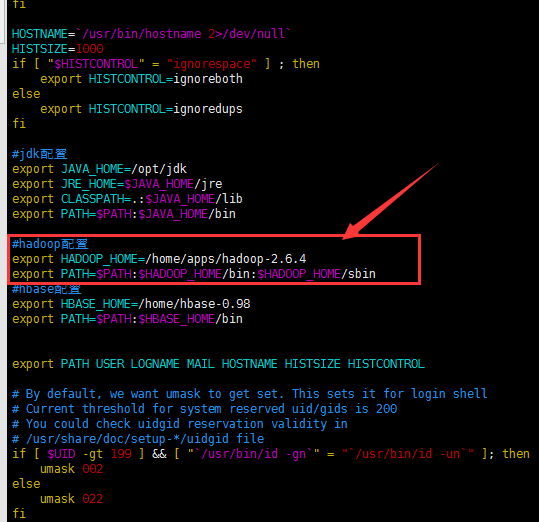 fi
HOSTNAME=`/usr/bin/hostname 2>/dev/null`
HISTSIZE=1000
if [ "$HISTCONTROL" = "ignorespace" ] ; then
    export HISTCONTROL=ignoreboth
else
    export HISTCONTROL=ignoredups
fi
#jdk配置
export JAVA_HOME=/opt/jdk
export JRE_HOME=$JAVA_HOME/jre
export CLASSPATH=.:$JAVA_HOME/lib
export PATH=$PATH:$JAVA_HOME/bin
#hadoop配置
export HADOOP_HOME=/home/apps/hadoop-2.6.4
export PATH=$PATH:$HADOOP_HOME/bin:$HADOOP_HOME/sbin
#hbase配置
export HBASE_HOME=/home/hbase-0.98
export PATH=$PATH:$HBASE_HOME/bin
export PATH USER LOGNAME MAIL HOSTNAME HISTSIZE HISTCONTROL
# By default, we want umask to get set. This sets it for login shell
# Current threshold for system reserved uid/gids is 200
# You could check uidgid reservation validity in
# /usr/share/doc/setup-*/uidgid file
if [ $UID -gt 199 ] && [ "`/usr/bin/id -gn`" = "`/usr/bin/id -un`" ]; then
    umask 002
else
    umask 022
fi